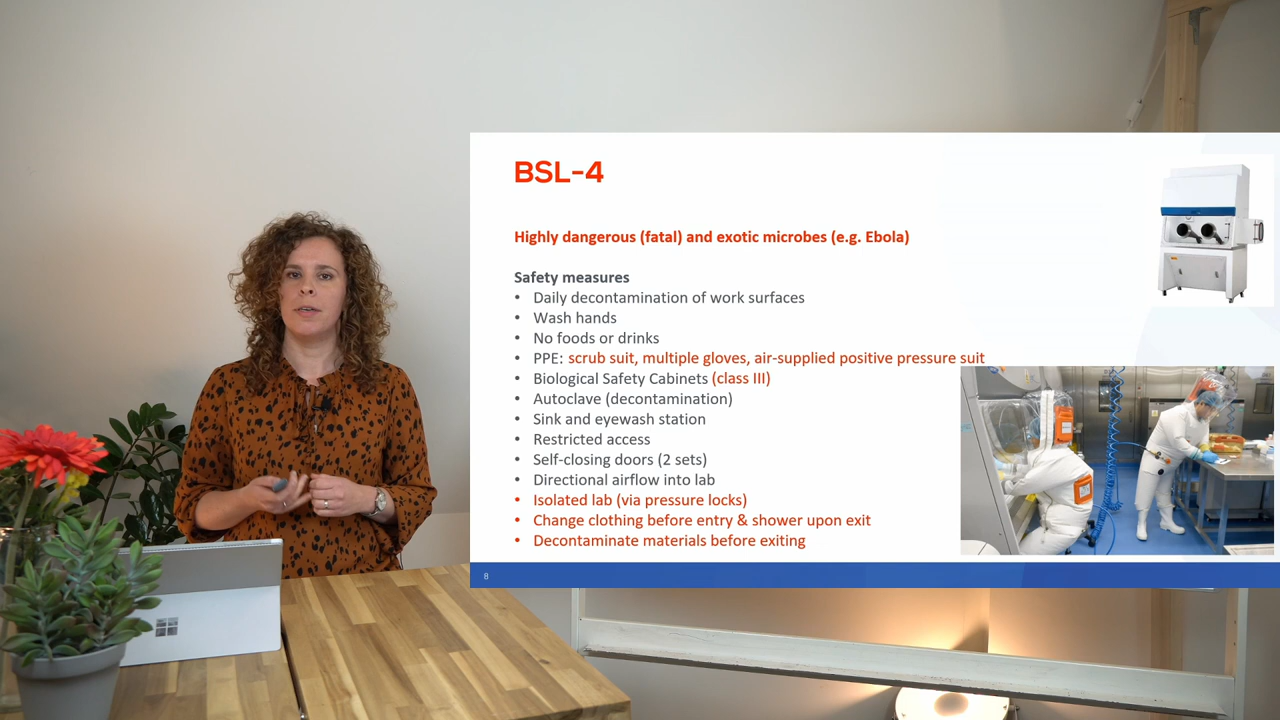 BSL-4
Highly dangerous (fatal) and exotic microbes (e.g. Ebola)
Safety measures
• Daily decontamination of work surfaces
• Wash hands
• No foods or drinks
• PPE: scrub suit, multiple gloves, air-supplied positive pressure suit
• Biological Safety Cabinets (class III)
• Autoclave (decontamination)
• Sink and eyewash station
• Restricted access
• Self-closing doors (2 sets)
• Directional airflow into lab
• Isolated lab (via pressure locks)
• Change clothing before entry & shower upon exit
• Decontaminate materials before exiting
8